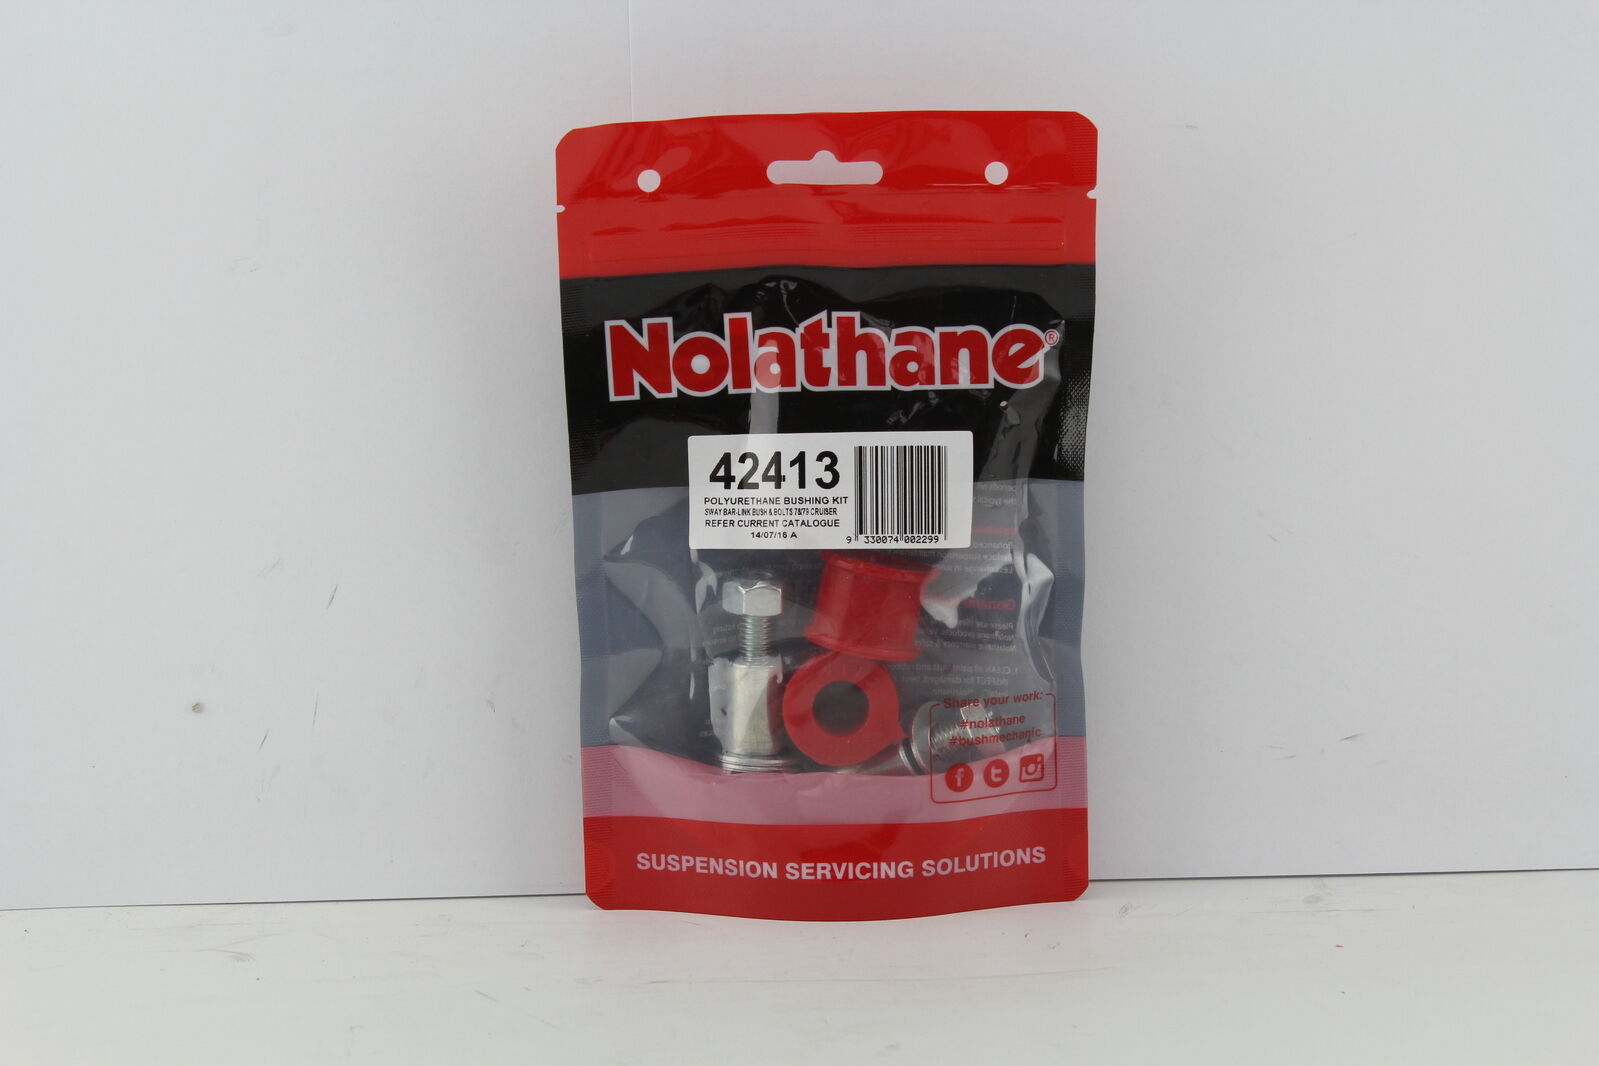 Nolathane®
42413
POLYURETHANE BUSHING KIT
SWAY BAR-LINK BUSH & BOLTS 78/79 CRUISER
REFER CURRENT CATALOGUE
14/07/16 A
9 330074 002299
Share your work:
#nolathane
#bushmechanic
SUSPENSION SERVICING SOLUTIONS